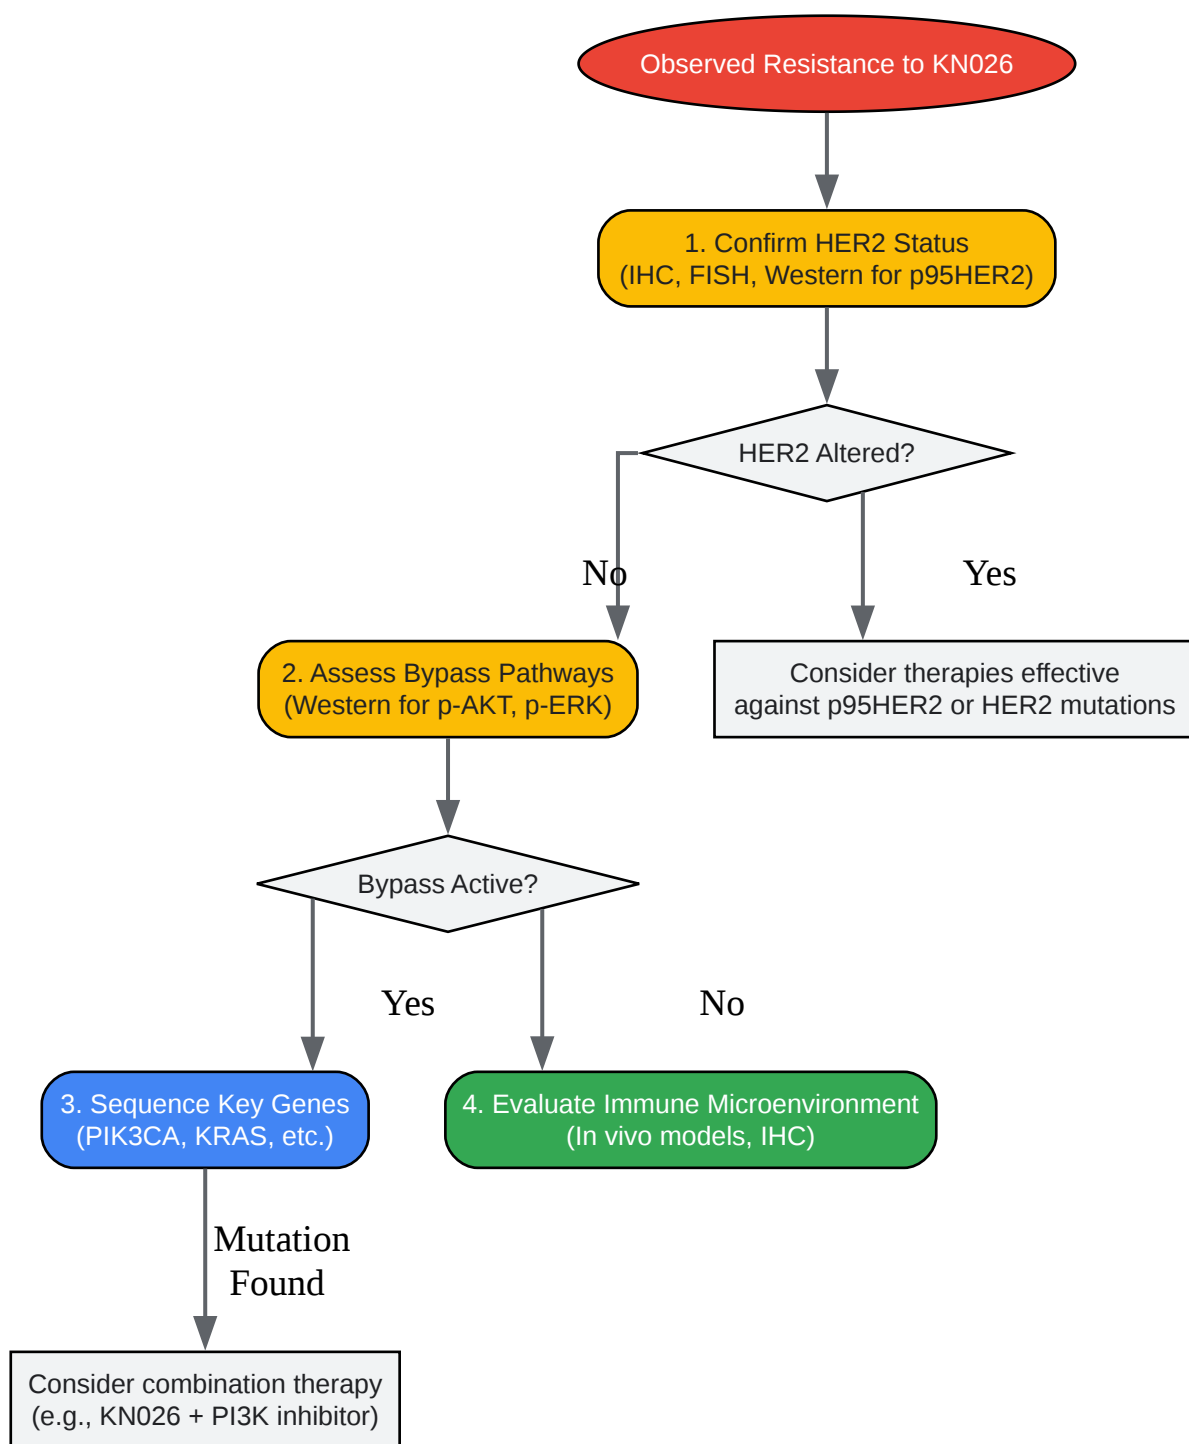 Observed Resistance to KN026
1. Confirm HER2 Status
(IHC, FISH, Western for p95HER2)
HER2 Altered?
No
Yes
2. Assess Bypass Pathways
(Western for p-AKT, p-ERK)
Consider therapies effective
against p95HER2 or HER2 mutations
Bypass Active?
Yes
No
3. Sequence Key Genes
(PIK3CA, KRAS, etc.)
4. Evaluate Immune Microenvironment
(In vivo models, IHC)
Mutation
Found
Consider combination therapy
(e.g., KN026 + PI3K inhibitor)